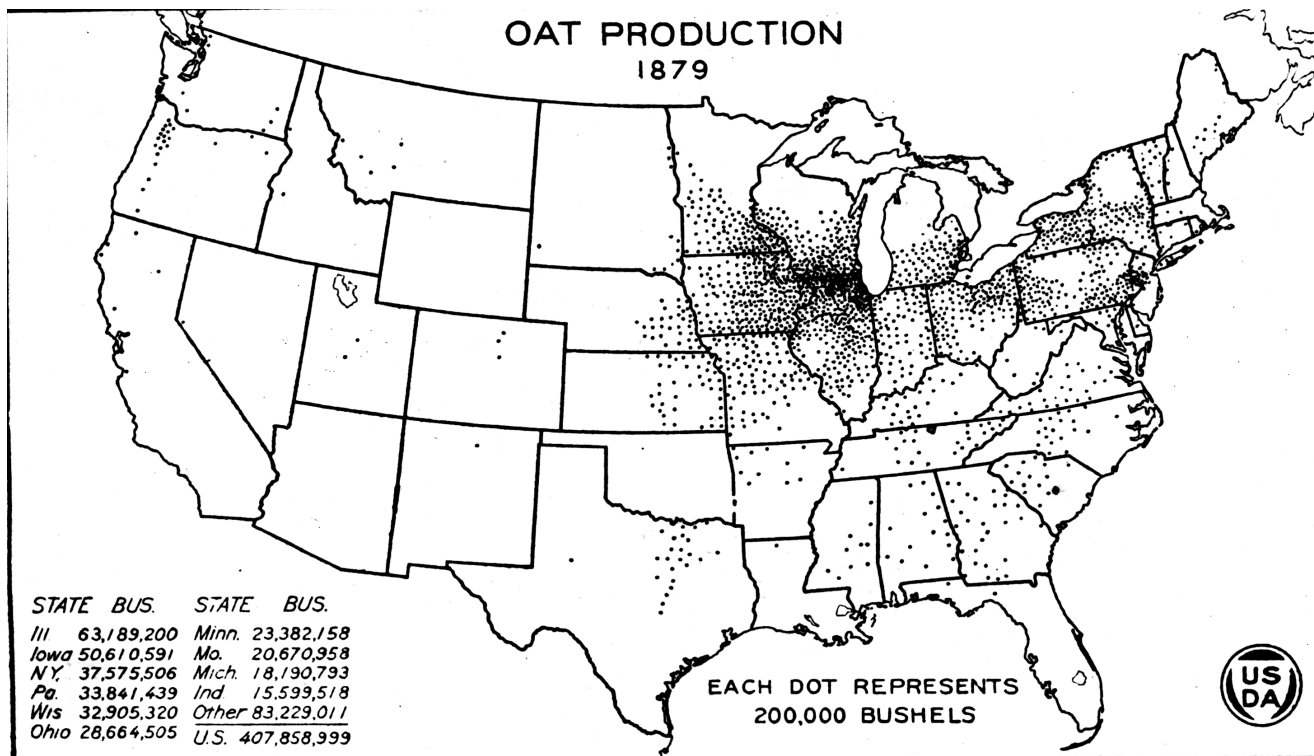 OAT PRODUCTION
1879
STATE BUS. STATE BUS.
Ill 63,189,200 Minn. 23,382,158
Iowa 50,610,591 Mo. 20,670,958
N.Y. 37,575,506 Mich. 18,190,793
Pa. 33,841,439 Ind 15,599,518
Wis 32,905,320 Other 83,229,011
Ohio 28,664,505 U.S. 407,858,999
EACH DOT REPRESENTS
200,000 BUSHELS
US
DA